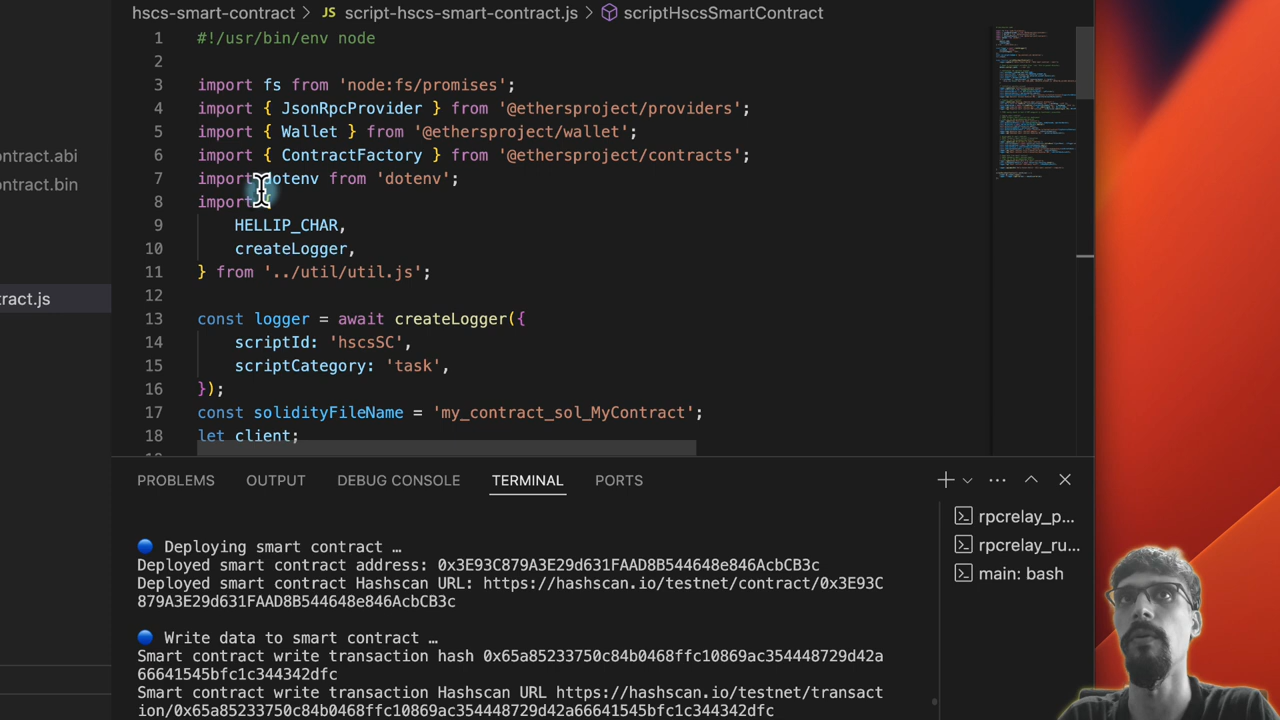 hscs-smart-contract > JS script-hscs-smart-contract.js > scriptHscsSmartContract
ontract.abi
ontract.bin
tract.js
1 #!/usr/bin/env node
2
3 import fs from 'node:fs/promises';
4 import { JsonRpcProvider } from '@ethersproject/providers';
5 import { Wallet } from '@ethersproject/wallet';
6 import { ContractFactory } from '@ethersproject/contracts';
7 import dotenv from 'dotenv';
8 import {
9 HELLIP_CHAR,
10 createLogger,
11 } from '../util/util.js';
12
13 const logger = await createLogger({
14 scriptId: 'hscsSC',
15 scriptCategory: 'task',
16 });
17 const solidityFileName = 'my_contract_sol_MyContract';
18 let client;
PROBLEMS OUTPUT DEBUG CONSOLE TERMINAL PORTS
Deploying smart contract …
Deployed smart contract address: 0x3E93C879A3E29d631FAAD8B544648e846AcbCB3c
Deployed smart contract Hashscan URL: https://hashscan.io/testnet/contract/0x3E93C
879A3E29d631FAAD8B544648e846AcbCB3c
Write data to smart contract …
Smart contract write transaction hash 0x65a85233750c84b0468ffc10869ac354448729d42a
66641545bfc1c344342dfc
Smart contract write transaction Hashscan URL https://hashscan.io/testnet/transact
ion/0x65a85233750c84b0468ffc10869ac354448729d42a66641545bfc1c344342dfc
rpcrelay_p...
rpcrelay_ru...
main: bash